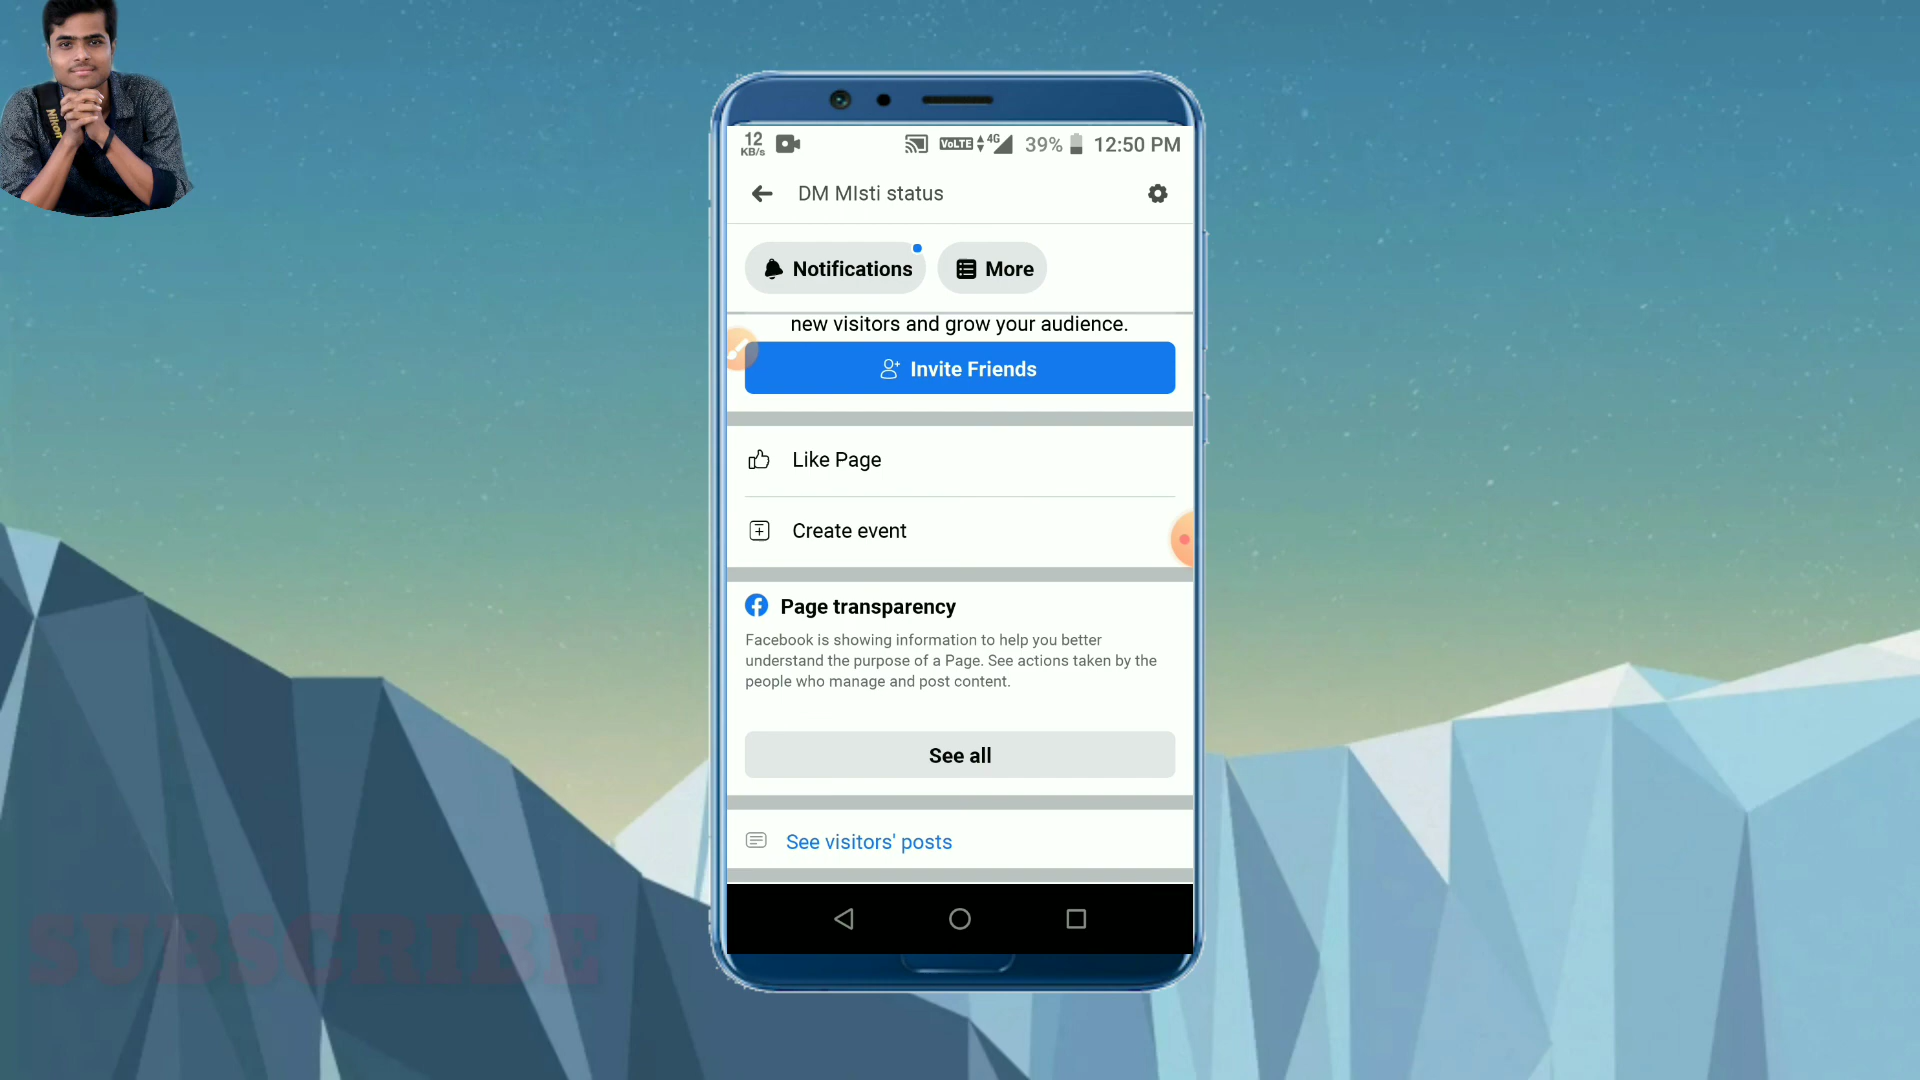 Nikon
12
KB/s
VoLTE
4G
39%
12:50 PM
DM MIsti status
Notifications
More
new visitors and grow your audience.
Invite Friends
Like Page
Create event
Page transparency
Facebook is showing information to help you better
understand the purpose of a Page. See actions taken by the
people who manage and post content.
See all
See visitors' posts
SUBSCRIBE